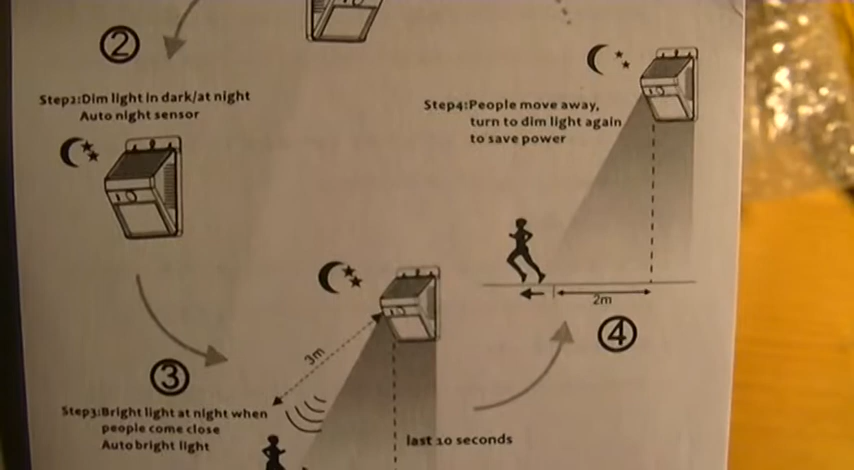 2
Step2:Dim light in dark/at night
Auto night sensor
Step4:People move away,
turn to dim light again
to save power
2m
4
3m
3
Step3:Bright light at night when
people come close
Auto bright light
last 10 seconds